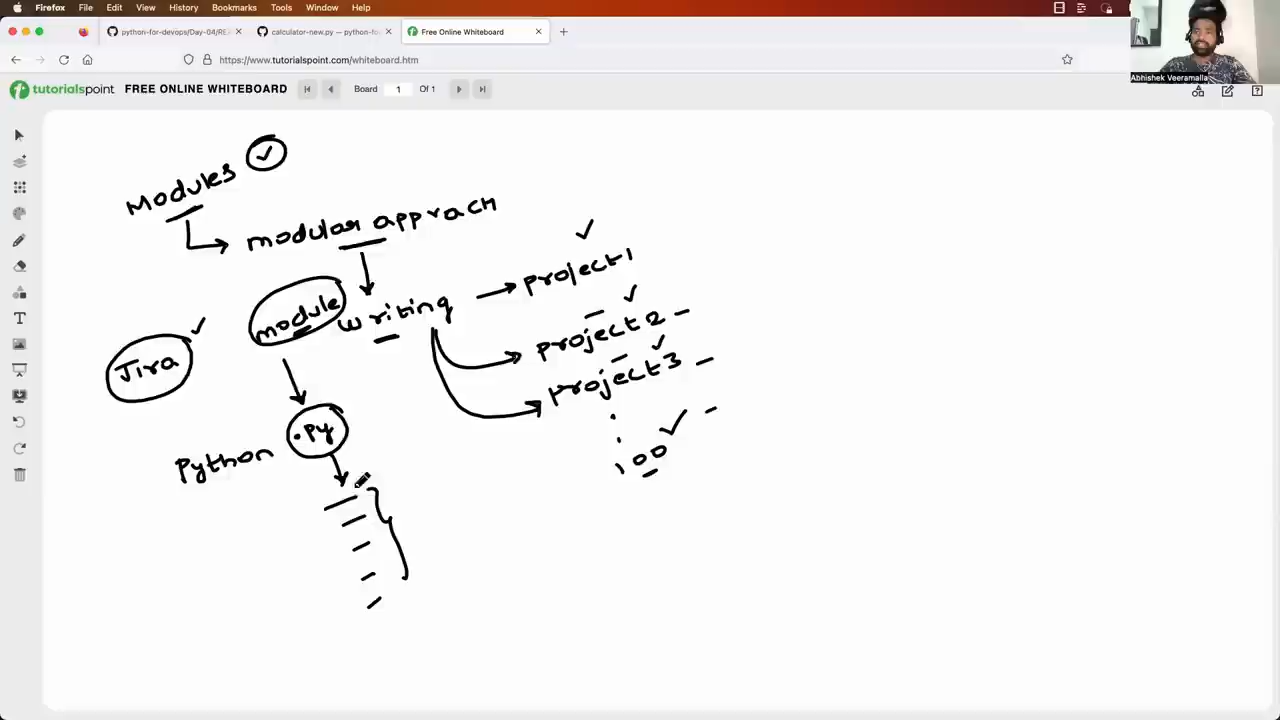 Firefox File Edit View History Bookmarks Tools Window Help
python-for-devops/Day-04/REA
calculator-new.py — python-fo
Free Online Whiteboard
https://www.tutorialspoint.com/whiteboard.htm
Abhishek Veeramalla
tutorialspoint FREE ONLINE WHITEBOARD Board 1 Of 1
Modules
modular approach
module writing
project1
project2
project3
100
Jira
.py
Python